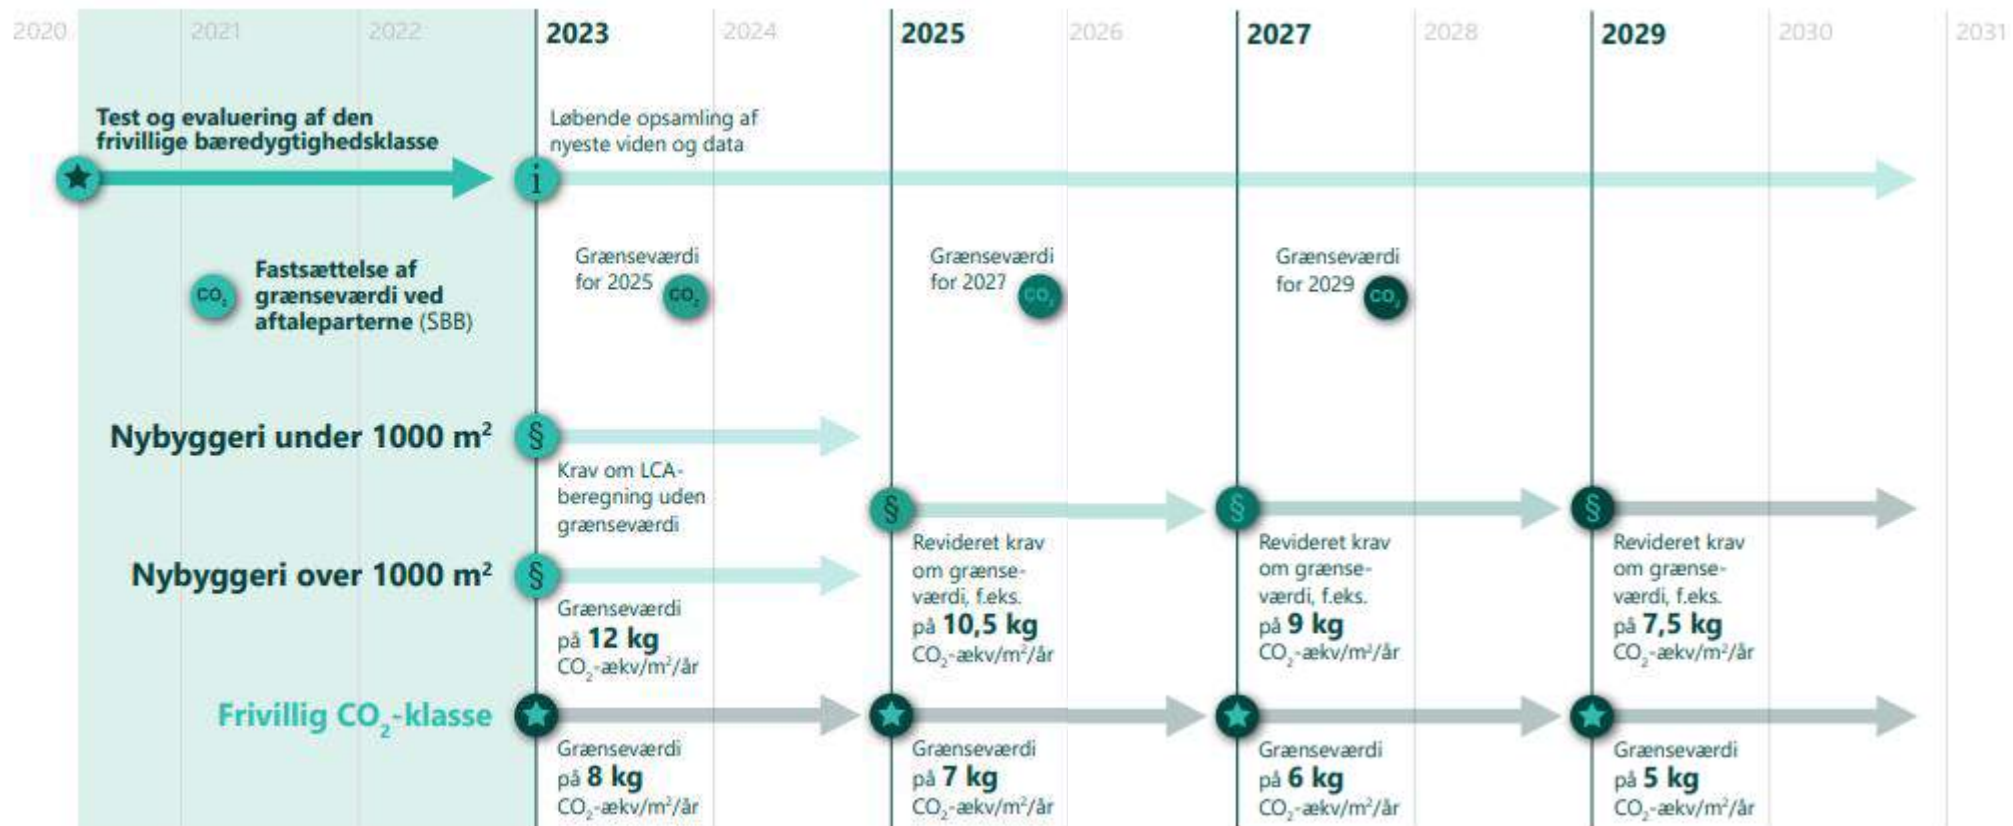 2020
2021
2022
2023
2024
2025
2026
2027
2028
2029
2030
2031
Test og evaluering af den
frivillige bæredygtighedsklasse
i
Løbende opsamling af
nyeste viden og data
CO₂
Fastsættelse af
grænseværdi ved
aftaleparterne (SBB)
Grænseværdi
for 2025
CO₂
Grænseværdi
for 2027
CO₂
Grænseværdi
for 2029
CO₂
Nybyggeri under 1000 m²
§
Krav om LCA-
beregning uden
grænseværdi
Nybyggeri over 1000 m²
§
Grænseværdi
på 12 kg
CO₂-ækv/m²/år
§
Revideret krav
om grænse-
værdi, f.eks.
på 10,5 kg
CO₂-ækv/m²/år
§
Revideret krav
om grænse-
værdi, f.eks.
på 9 kg
CO₂-ækv/m²/år
§
Revideret krav
om grænse-
værdi, f.eks.
på 7,5 kg
CO₂-ækv/m²/år
Frivillig CO₂-klasse
Grænseværdi
på 8 kg
CO₂-ækv/m²/år
Grænseværdi
på 7 kg
CO₂-ækv/m²/år
Grænseværdi
på 6 kg
CO₂-ækv/m²/år
Grænseværdi
på 5 kg
CO₂-ækv/m²/år